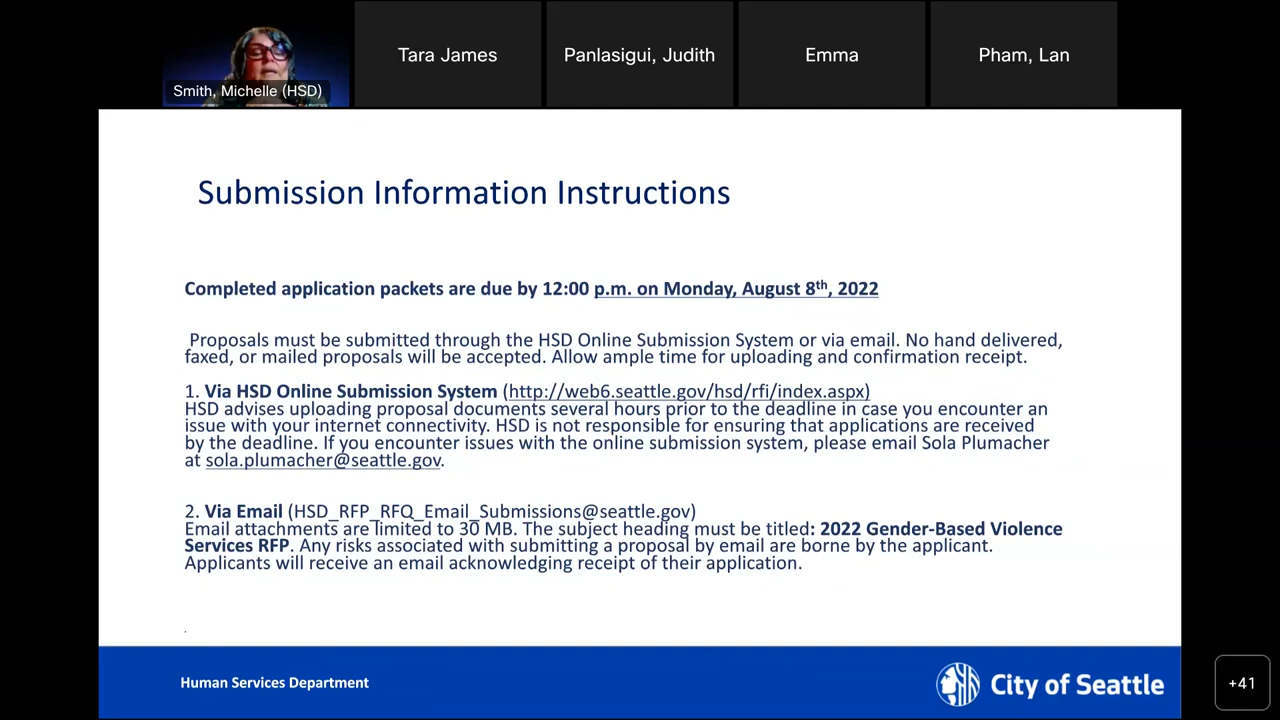 Smith, Michelle (HSD)
Tara James
Panlasigui, Judith
Emma
Pham, Lan
Submission Information Instructions
Completed application packets are due by 12:00 p.m. on Monday, August 8th, 2022
Proposals must be submitted through the HSD Online Submission System or via email. No hand delivered,
faxed, or mailed proposals will be accepted. Allow ample time for uploading and confirmation receipt.
1. Via HSD Online Submission System (http://web6.seattle.gov/hsd/rfi/index.aspx)
HSD advises uploading proposal documents several hours prior to the deadline in case you encounter an
issue with your internet connectivity. HSD is not responsible for ensuring that applications are received
by the deadline. If you encounter issues with the online submission system, please email Sola Plumacher
at sola.plumacher@seattle.gov.
2. Via Email (HSD_RFP_RFQ_Email_Submissions@seattle.gov)
Email attachments are limited to 30 MB. The subject heading must be titled: 2022 Gender-Based Violence
Services RFP. Any risks associated with submitting a proposal by email are borne by the applicant.
Applicants will receive an email acknowledging receipt of their application.
.
Human Services Department
City of Seattle
+41